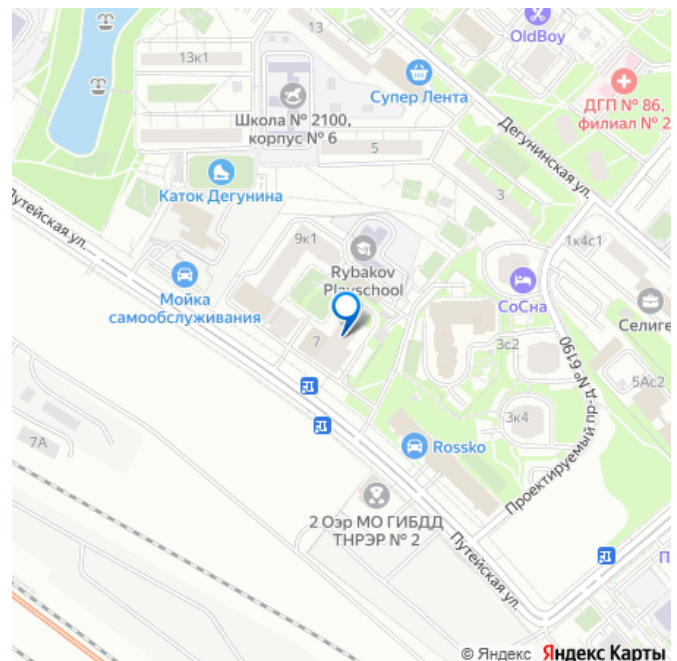 13
OldBoy
13к1
Супер Лента
ДГП № 86,
филиал № 2
Школа № 2100,
корпус № 6
5
Дегунинская ул.
Каток Дегунина
3
Путейская ул.
9к1
1к4с1
Rybakov
Playschool
СоСна
Мойка
самообслуживания
7
3с2
Селиге
5Ас2
3к4
Проектируемый пр-д № 6190
7А
Rossko
2 Оэр МО ГИБДД
ТНРЭР № 2
Путейская ул.
П
© Яндекс Яндекс Карты